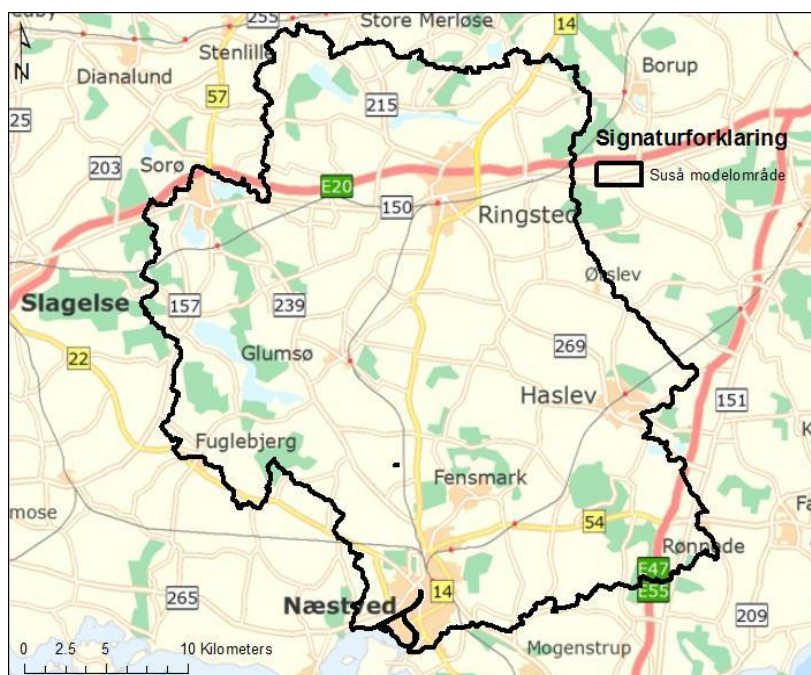 255
Store Merløse
14
Stenlille
Dianalund
Borup
57
215
25
Signaturforklaring
203
Sorø
Suså modelområde
E20
150
Ringsted
Slagelse
157
239
22
Glumsø
269
Haslev
151
Fuglebjerg
Fensmark
mose
54
Rønnede
E47
E55
265
Næstved
14
209
Mogenstrup
N
0 2.5 5 10 Kilometers